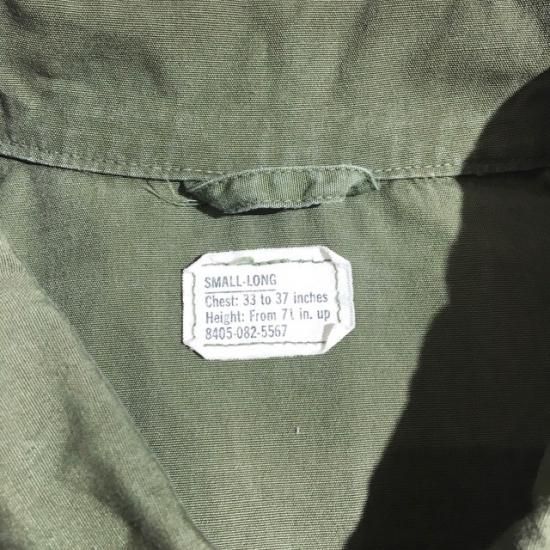 SMALL-LONG
Chest: 33 to 37 inches
Height: From 71 in. up
8405-082-5567